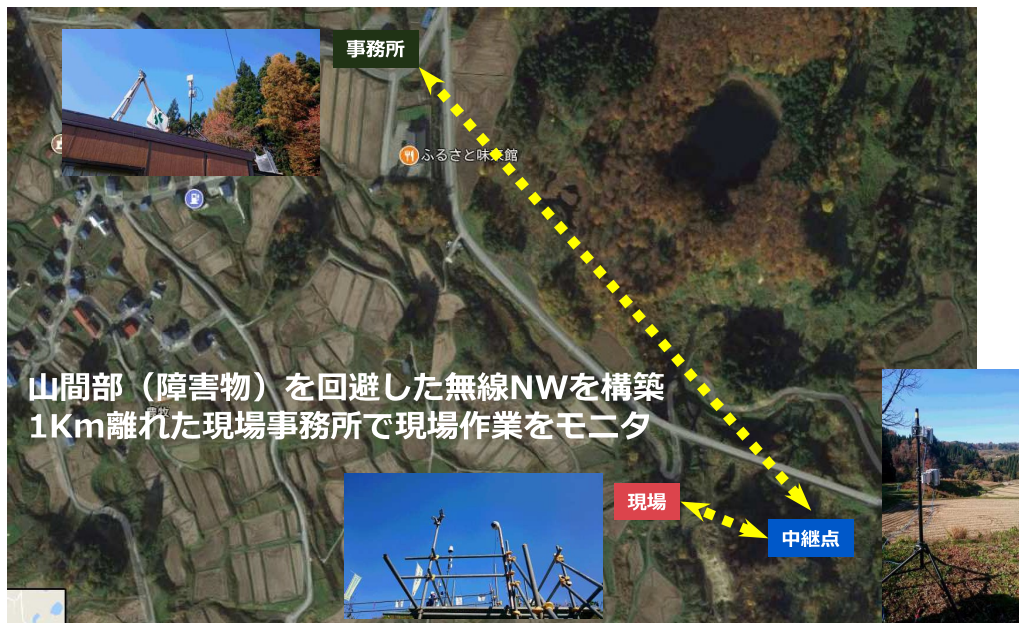 事務所
ふるさと味来館
山間部（障害物）を回避した無線NWを構築
1Km離れた現場事務所で現場作業をモニタ
現場
中継点